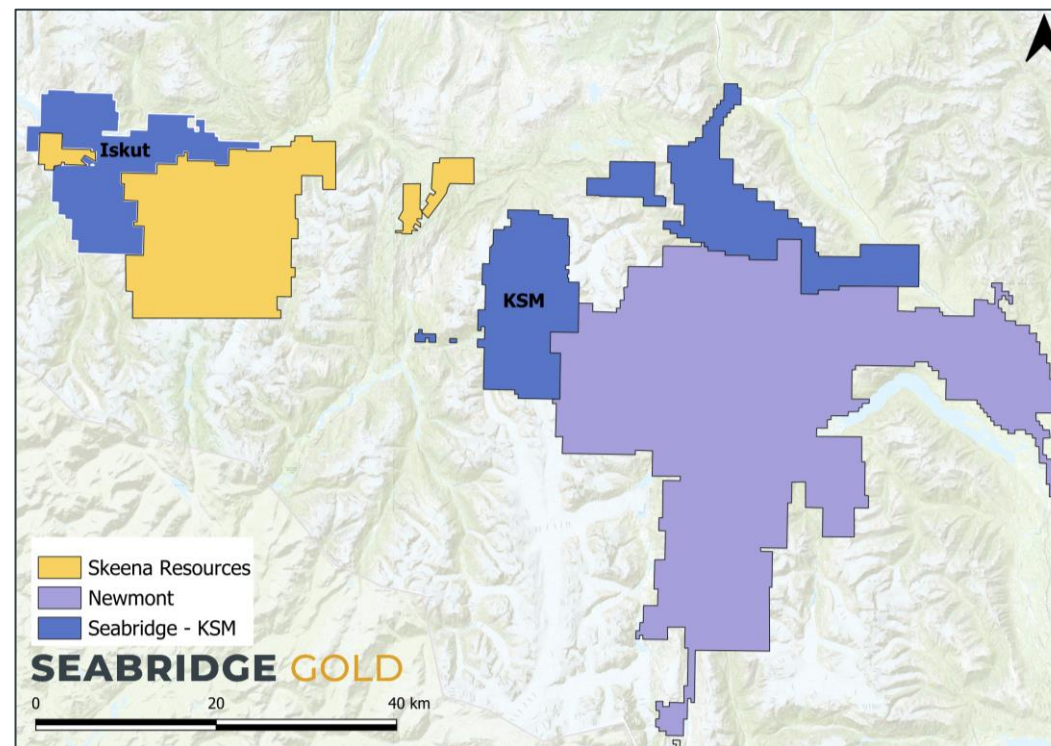 Iskut
KSM
Skeena Resources
Newmont
Seabridge - KSM
SEABRIDGE GOLD
0 20 40 km